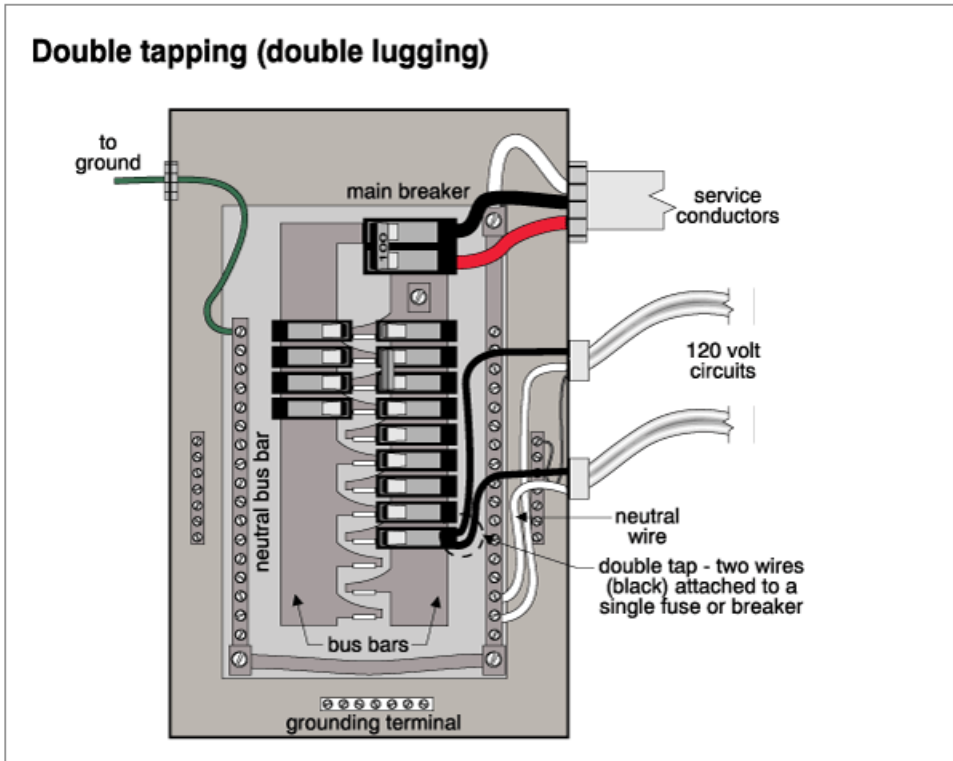 Double tapping (double lugging)
to
ground
main breaker
100
service
conductors
120 volt
circuits
neutral bus bar
neutral
wire
double tap - two wires
(black) attached to a
single fuse or breaker
bus bars
grounding terminal